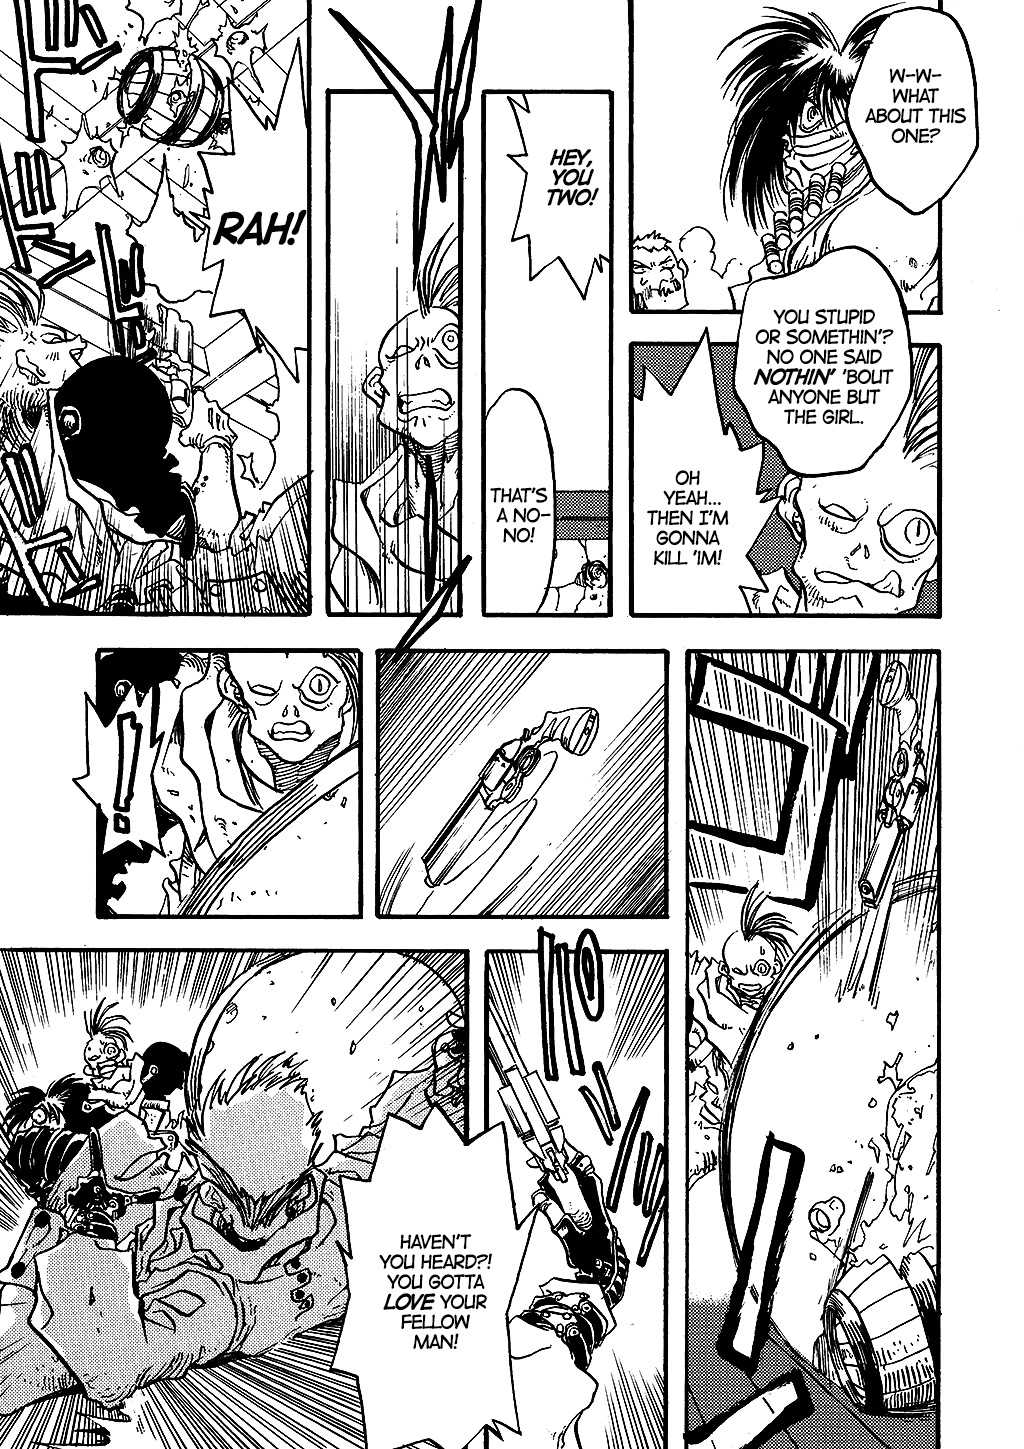 W-W-
WHAT
ABOUT THIS
ONE?
YOU STUPID
OR SOMETHIN'?
NO ONE SAID
NOTHIN' 'BOUT
ANYONE BUT
THE GIRL.
OH
YEAH...
THEN I'M
GONNA
KILL 'IM!
HEY,
YOU
TWO!
THAT'S
A NO-
NO!
RAH!
!
HAVEN'T
YOU HEARD?!
YOU GOTTA
LOVE YOUR
FELLOW
MAN!